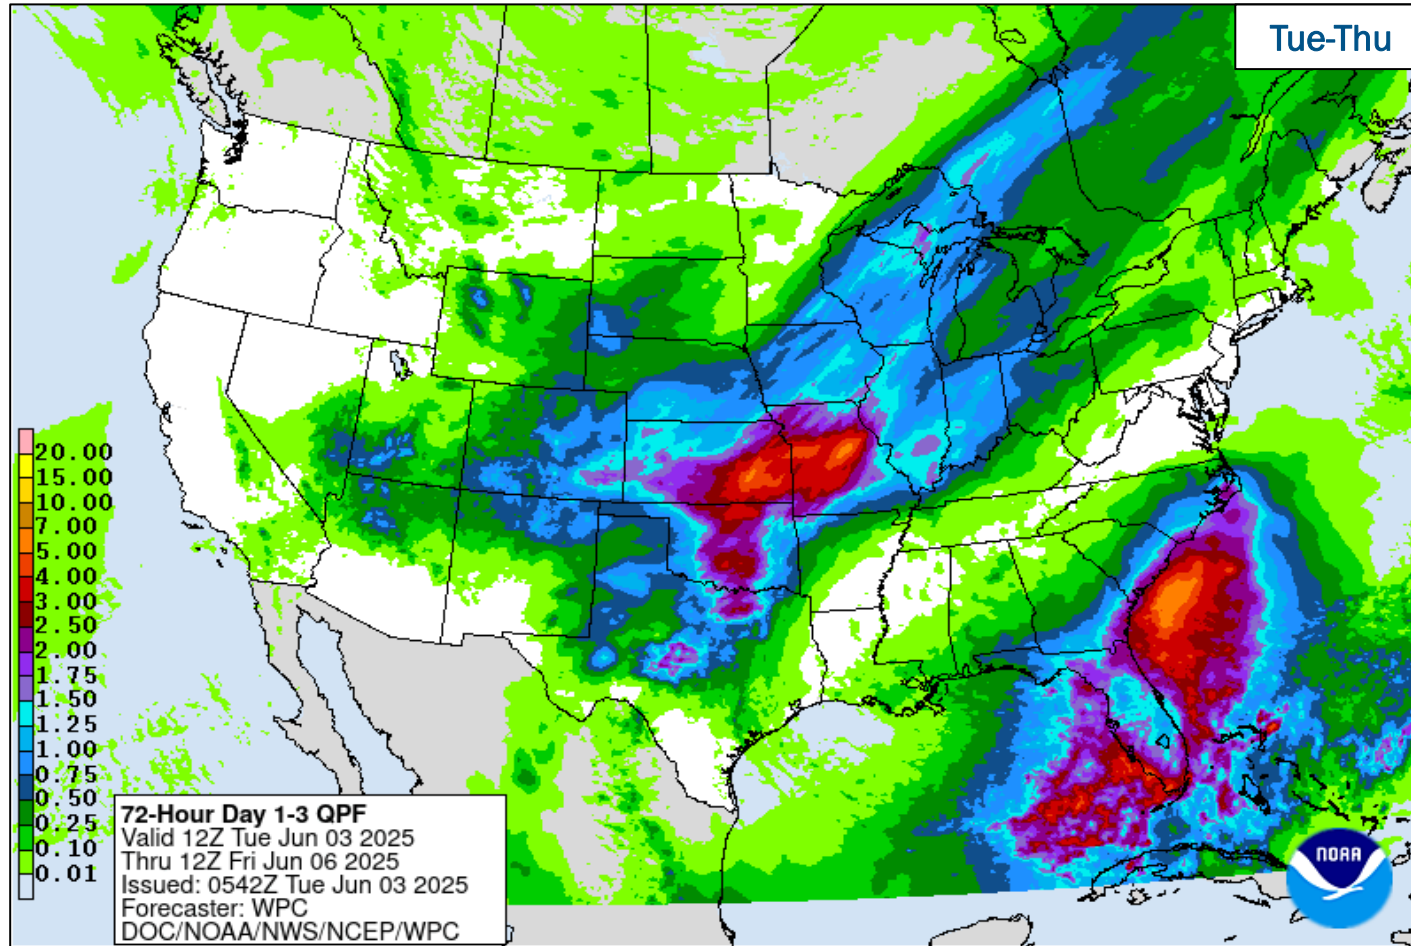 Tue-Thu
20.00
15.00
10.00
7.00
5.00
4.00
3.00
2.50
2.00
1.75
1.50
1.25
1.00
0.75
0.50
0.25
0.10
0.01
72-Hour Day 1-3 QPF
Valid 12Z Tue Jun 03 2025
Thru 12Z Fri Jun 06 2025
Issued: 0542Z Tue Jun 03 2025
Forecaster: WPC
DOC/NOAA/NWS/NCEP/WPC
NOAA